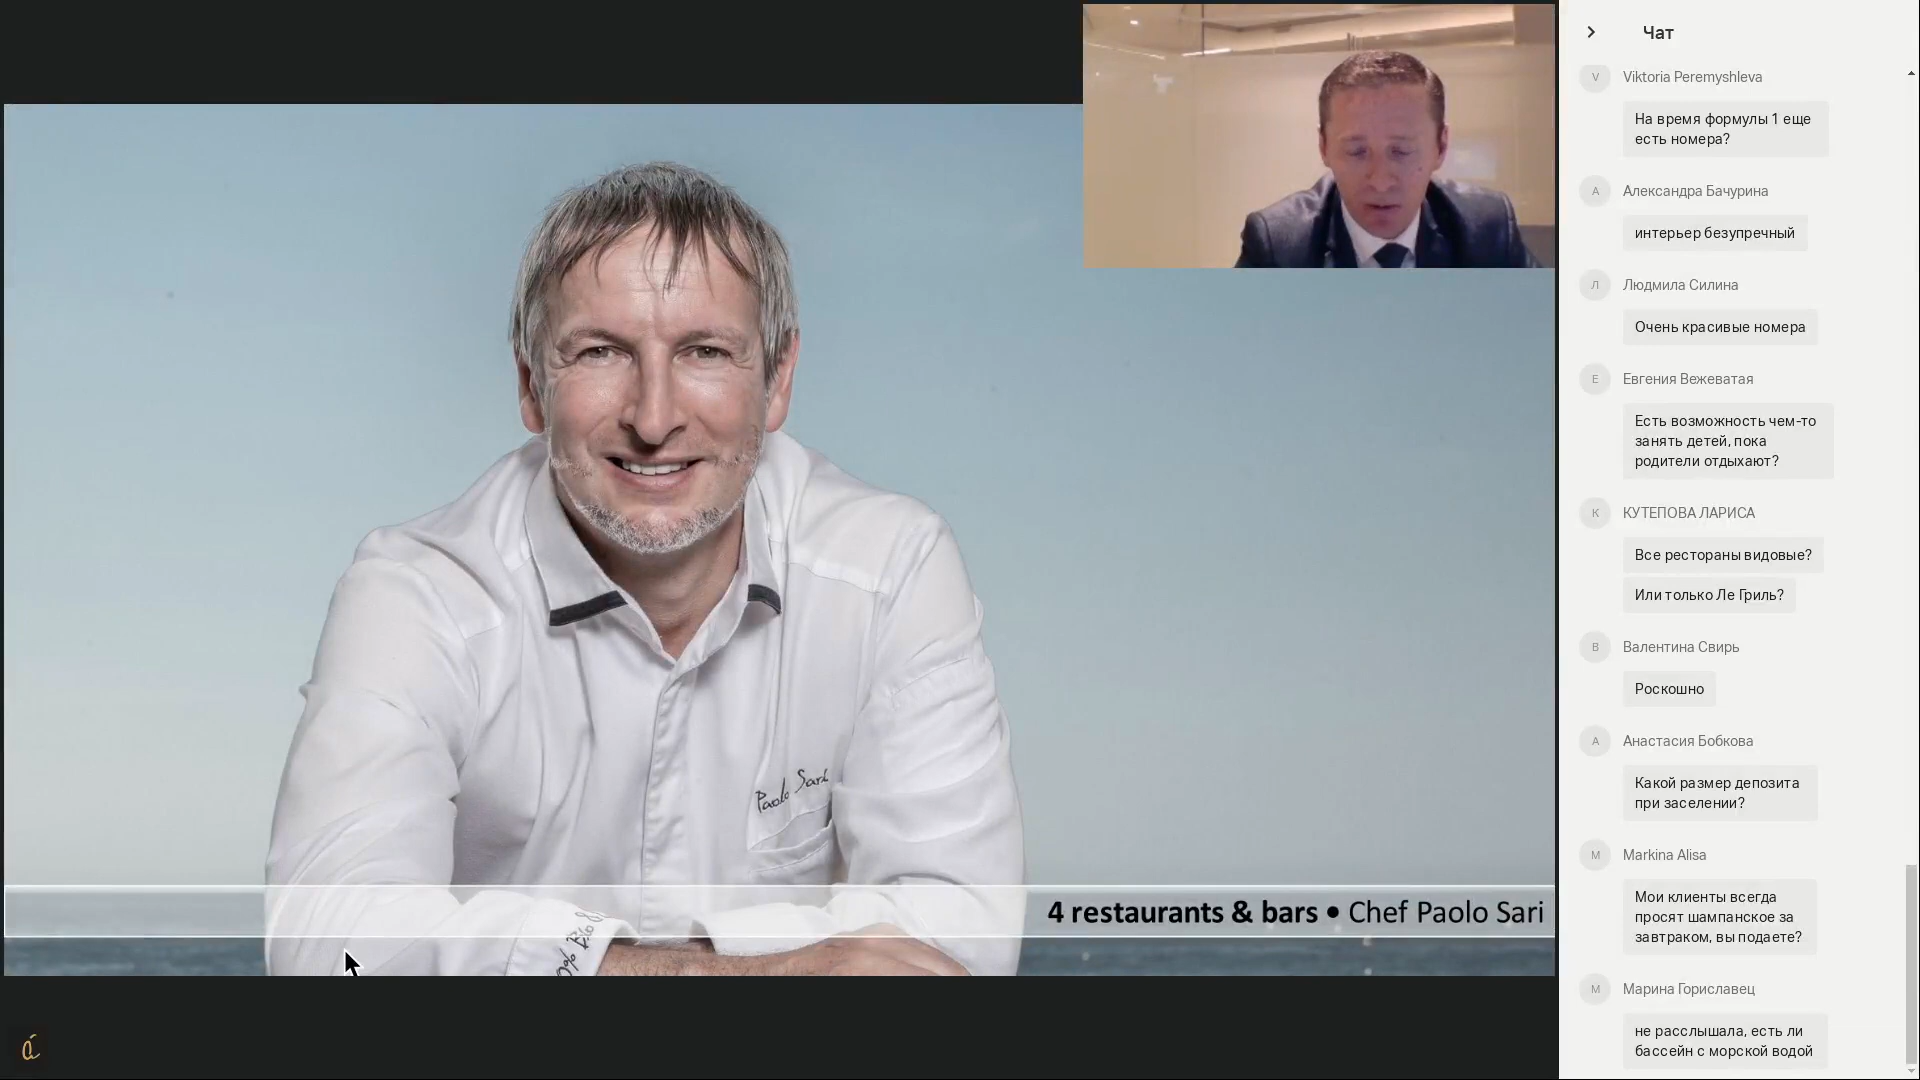 Paolo Sari
4 restaurants & bars • Chef Paolo Sari
á
Чат
V
Viktoria Peremyshleva
На время формулы 1 еще
есть номера?
А
Александра Бачурина
интерьер безупречный
Л
Людмила Силина
Очень красивые номера
Е
Евгения Вежеватая
Есть возможность чем-то
занять детей, пока
родители отдыхают?
К
КУТЕПОВА ЛАРИСА
Все рестораны видовые?
Или только Ле Гриль?
В
Валентина Свирь
Роскошно
А
Анастасия Бобкова
Какой размер депозита
при заселении?
M
Markina Alisa
Мои клиенты всегда
просят шампанское за
завтраком, вы подаете?
М
Марина Гориславец
не расслышала, есть ли
бассейн с морской водой